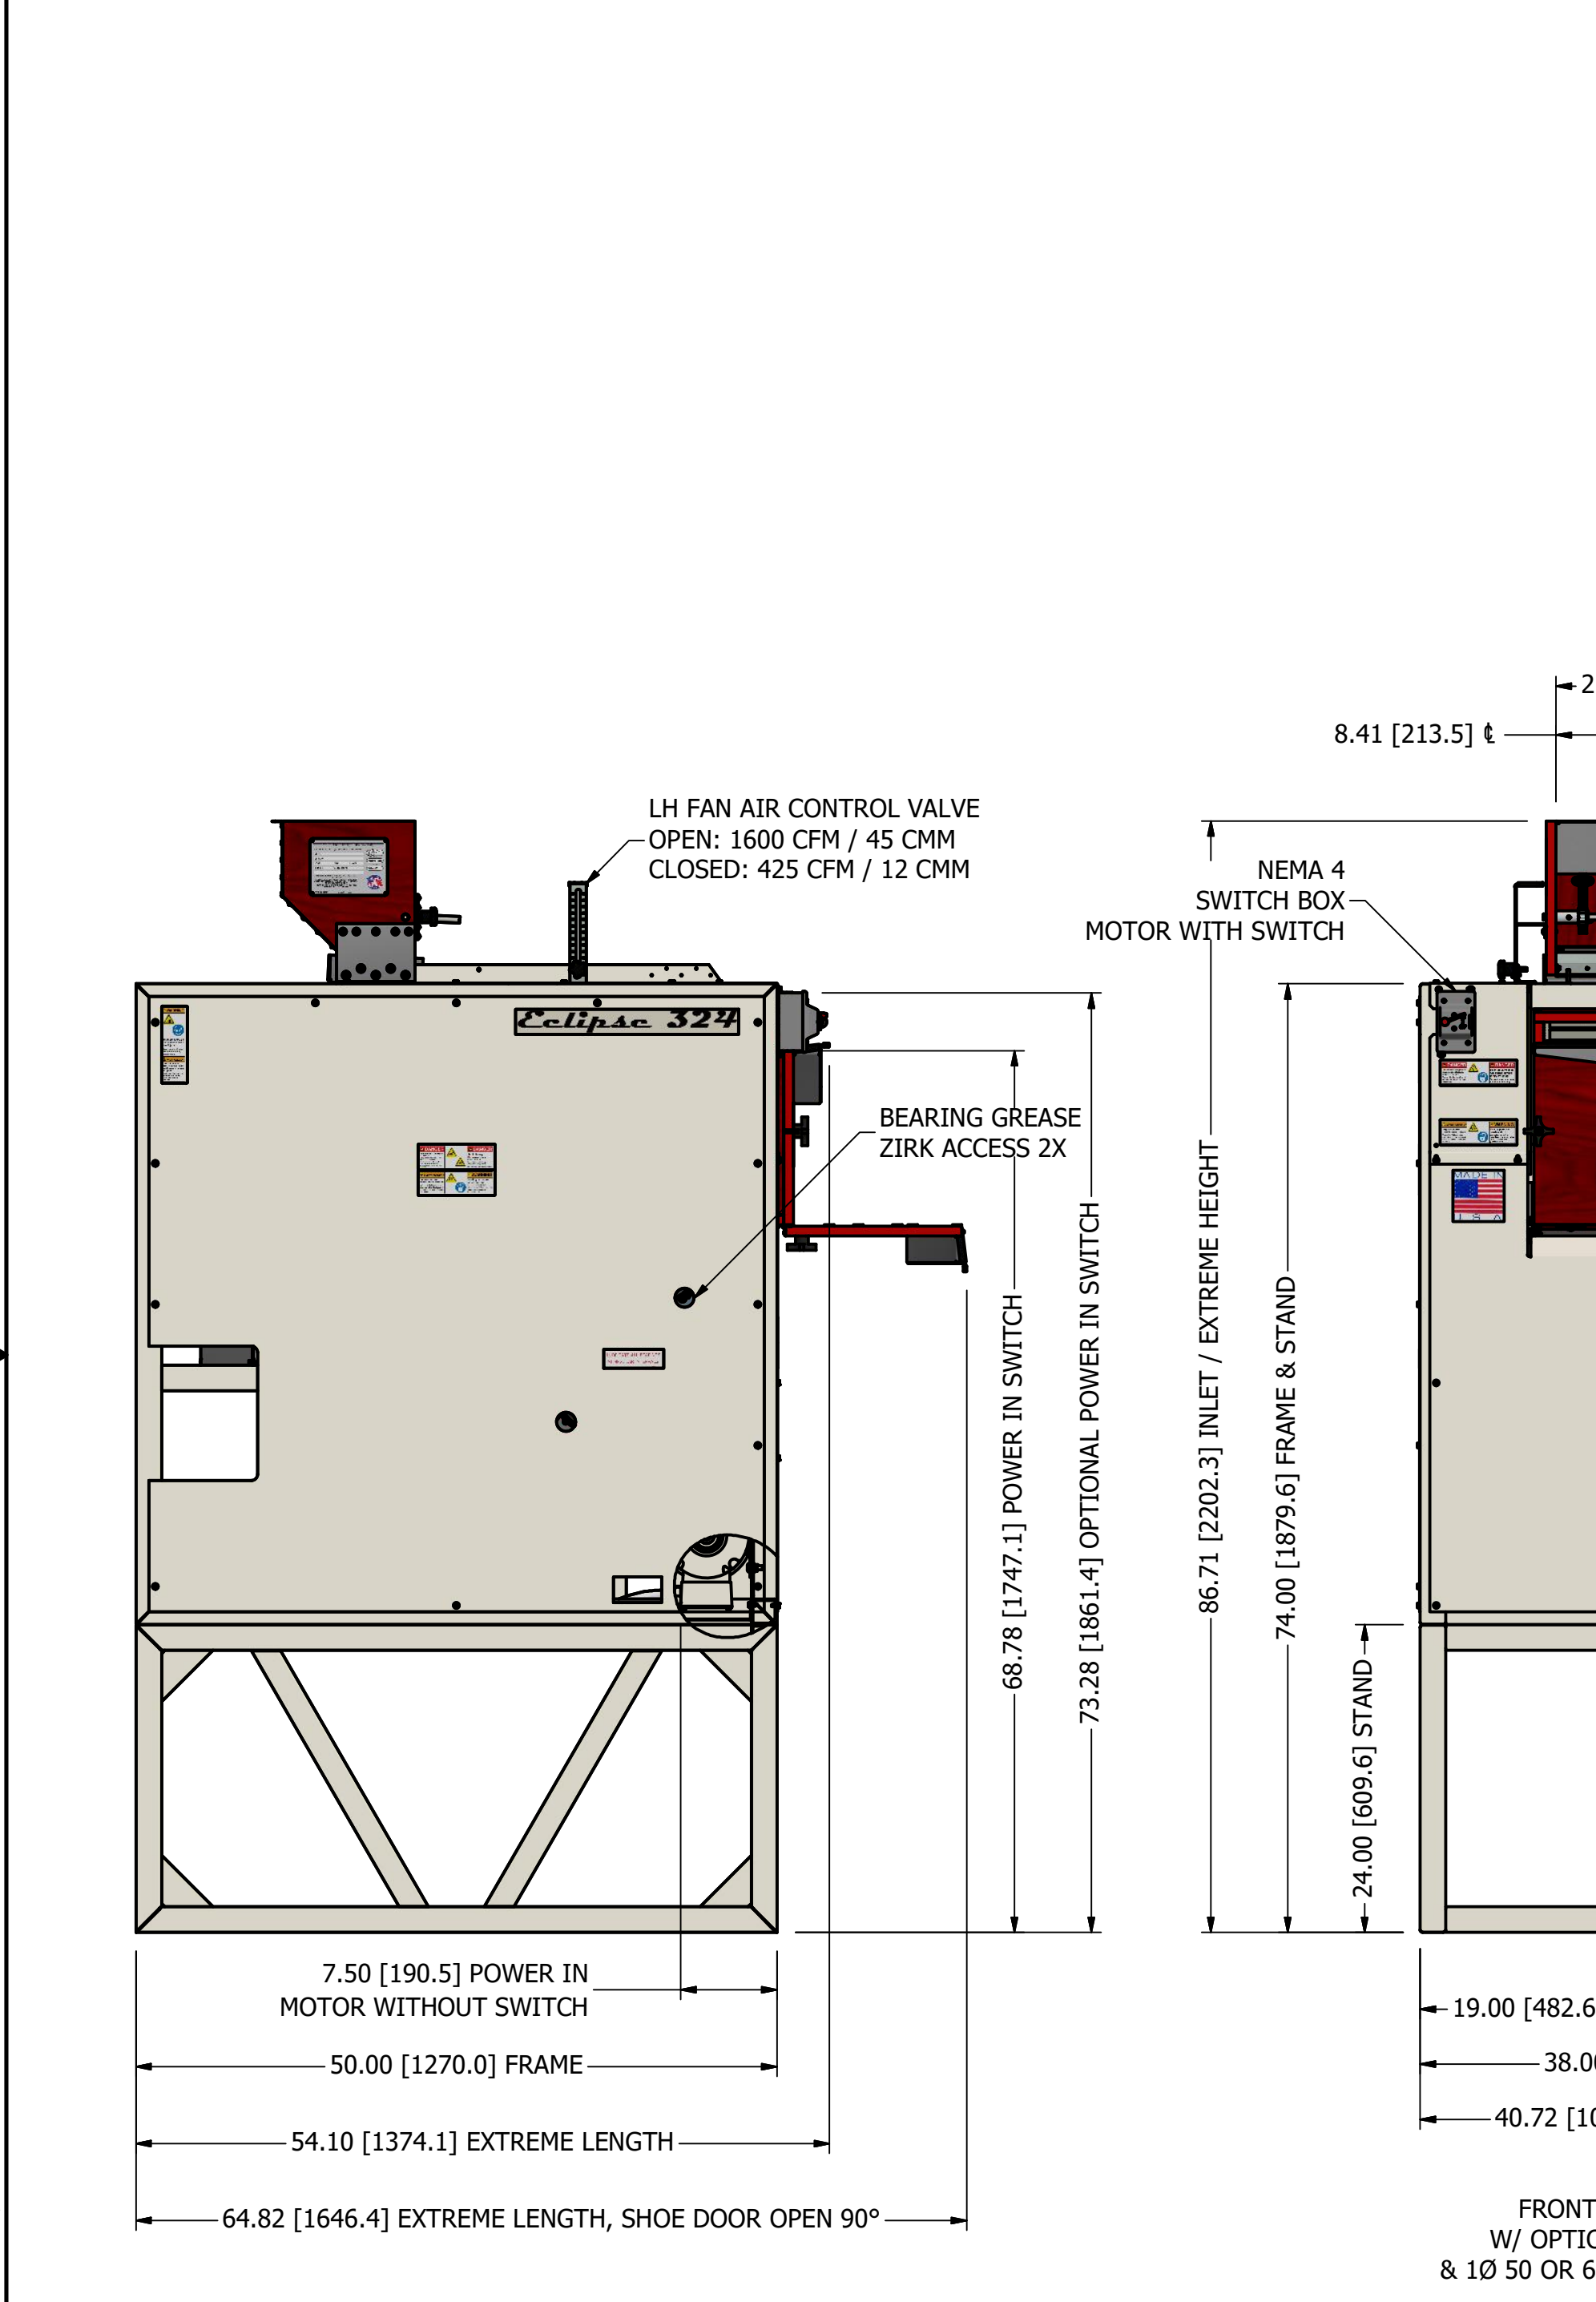 2
8.41 [213.5] ℄
LH FAN AIR CONTROL VALVE
OPEN: 1600 CFM / 45 CMM
CLOSED: 425 CFM / 12 CMM
NEMA 4
SWITCH BOX
MOTOR WITH SWITCH
Eclipse 324
BEARING GREASE
ZIRK ACCESS 2X
MADE IN
U S A
68.78 [1747.1] POWER IN SWITCH
73.28 [1861.4] OPTIONAL POWER IN SWITCH
86.71 [2202.3] INLET / EXTREME HEIGHT
74.00 [1879.6] FRAME & STAND
24.00 [609.6] STAND
7.50 [190.5] POWER IN
MOTOR WITHOUT SWITCH
50.00 [1270.0] FRAME
54.10 [1374.1] EXTREME LENGTH
64.82 [1646.4] EXTREME LENGTH, SHOE DOOR OPEN 90°
19.00 [482.6
38.0
40.72 [10
FRONT
W/ OPTIO
& 1Ø 50 OR 6